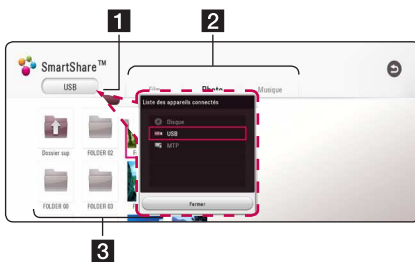 1
2
SmartShare™
USB
Film Photo Musique
Liste des appareils connectés
Disque
USB
MTP
Fermer
Dossier sup FOLDER 02
FOLDER 00 FOLDER 03
3